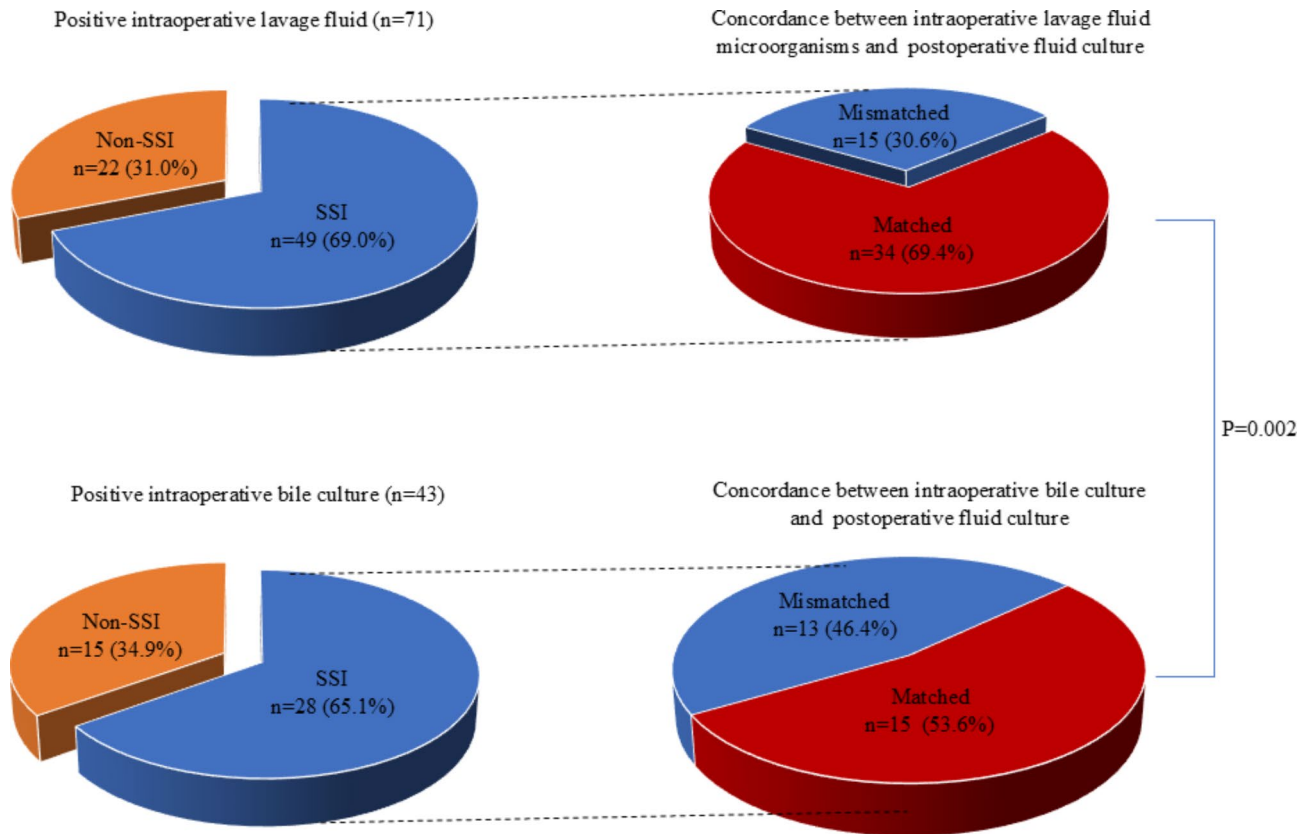 Positive intraoperative lavage fluid (n=71)
Concordance between intraoperative lavage fluid
microorganisms and postoperative fluid culture
Non-SSI
n=22 (31.0%)
SSI
n=49 (69.0%)
Mismatched
n=15 (30.6%)
Matched
n=34 (69.4%)
P=0.002
Positive intraoperative bile culture (n=43)
Concordance between intraoperative bile culture
and postoperative fluid culture
Non-SSI
n=15 (34.9%)
SSI
n=28 (65.1%)
Mismatched
n=13 (46.4%)
Matched
n=15 (53.6%)